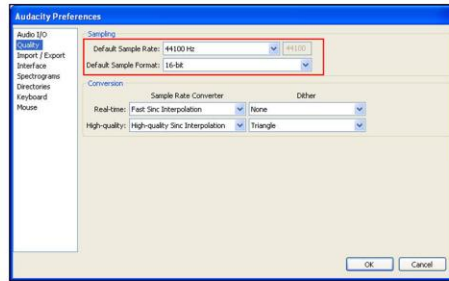 Audacity Preferences
Audio I/O
Quality
Import / Export
Interface
Spectrograms
Directories
Keyboard
Mouse
Sampling
Default Sample Rate: 44100 Hz 44100
Default Sample Format: 16-bit
Conversion
Sample Rate Converter Dither
Real-time: Fast Sinc Interpolation None
High-quality: High-quality Sinc Interpolation Triangle
OK Cancel